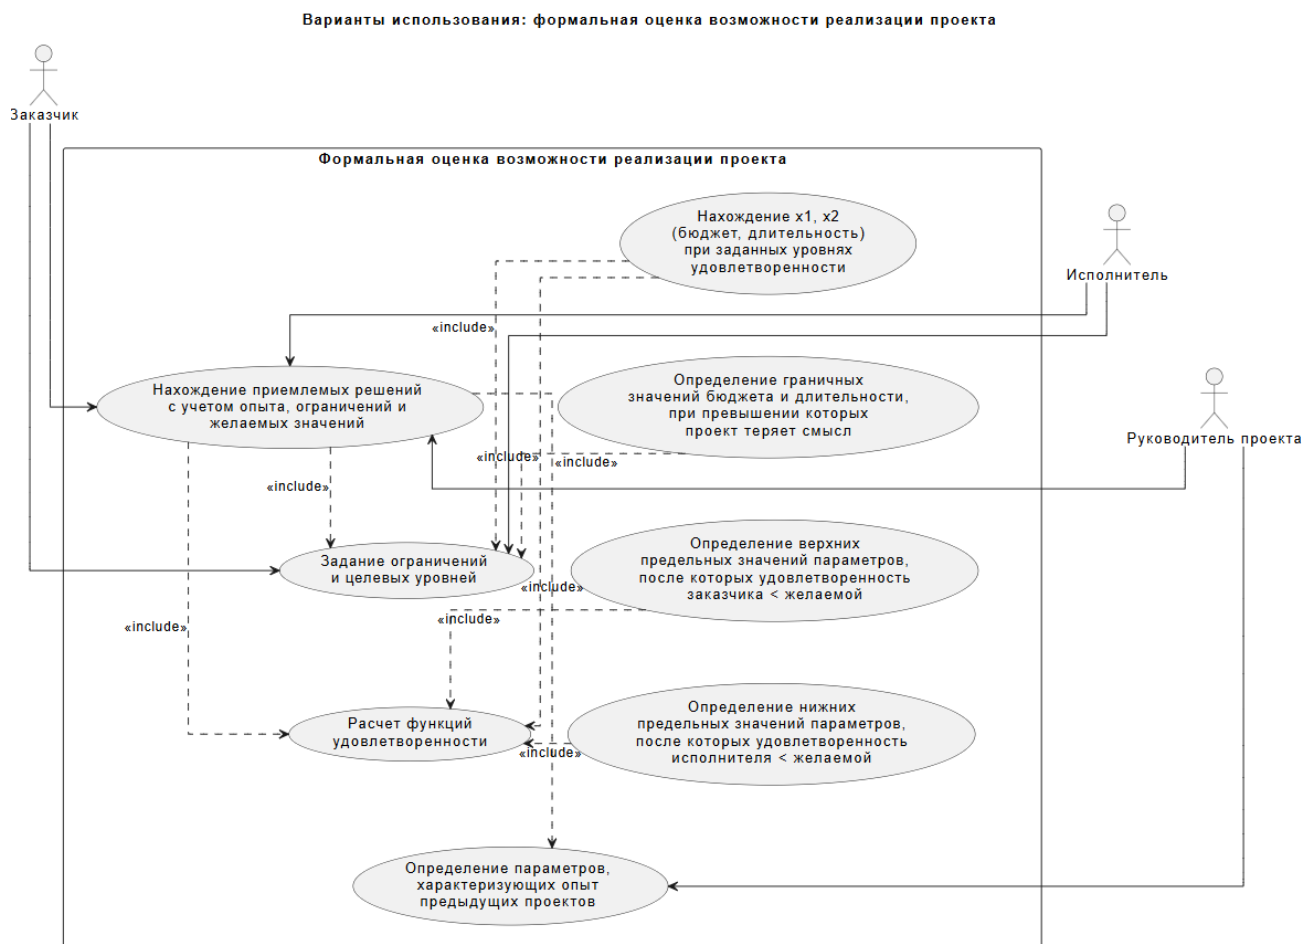 Варианты использования: формальная оценка возможности реализации проекта
Заказчик
Формальная оценка возможности реализации проекта
Нахождение x1, x2
(бюджет, длительность)
при заданных уровнях
удовлетворенности
Исполнитель
«include»
Нахождение приемлемых решений
с учетом опыта, ограничений и
желаемых значений
Определение граничных
значений бюджета и длительности,
при превышении которых
проект теряет смысл
Руководитель проекта
«include»
«include»
«include»
Задание ограничений
и целевых уровней
Определение верхних
предельных значений параметров,
после которых удовлетворенность
заказчика < желаемой
«include»
«include»
«include»
Расчет функций
удовлетворенности
Определение нижних
предельных значений параметров,
после которых удовлетворенность
исполнителя < желаемой
«include»
Определение параметров,
характеризующих опыт
предыдущих проектов